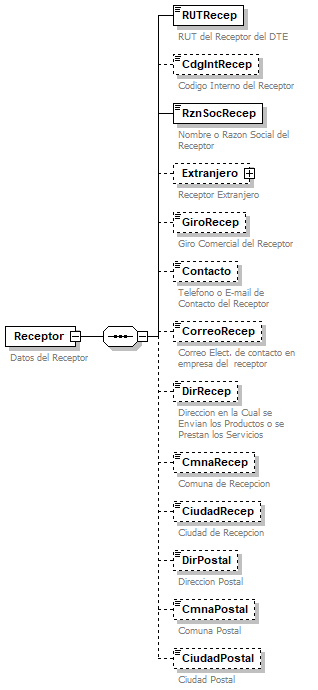 RUTRecep
RUT del Receptor del DTE
CdgIntRecep
Codigo Interno del Receptor
RznSocRecep
Nombre o Razon Social del
Receptor
Extranjero
Receptor Extranjero
GiroRecep
Giro Comercial del Receptor
Contacto
Telefono o E-mail de
Contacto del Receptor
Receptor
Datos del Receptor
CorreoRecep
Correo Elect. de contacto en
empresa del receptor
DirRecep
Direccion en la Cual se
Envian los Productos o se
Prestan los Servicios
CmnaRecep
Comuna de Recepcion
CiudadRecep
Ciudad de Recepcion
DirPostal
Direccion Postal
CmnaPostal
Comuna Postal
CiudadPostal
Ciudad Postal